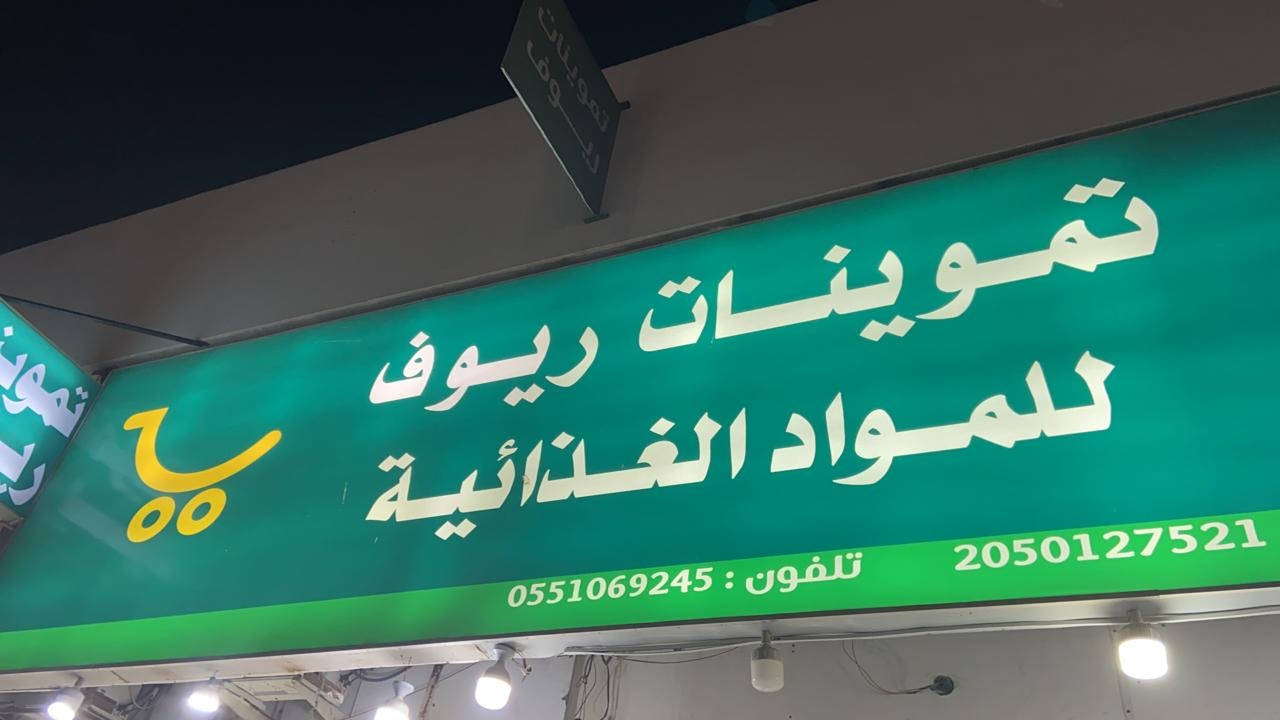 تموينات
ريوف
تموينات ريوف
للمواد الغذائية
2050127521
تلفون : 0551069245